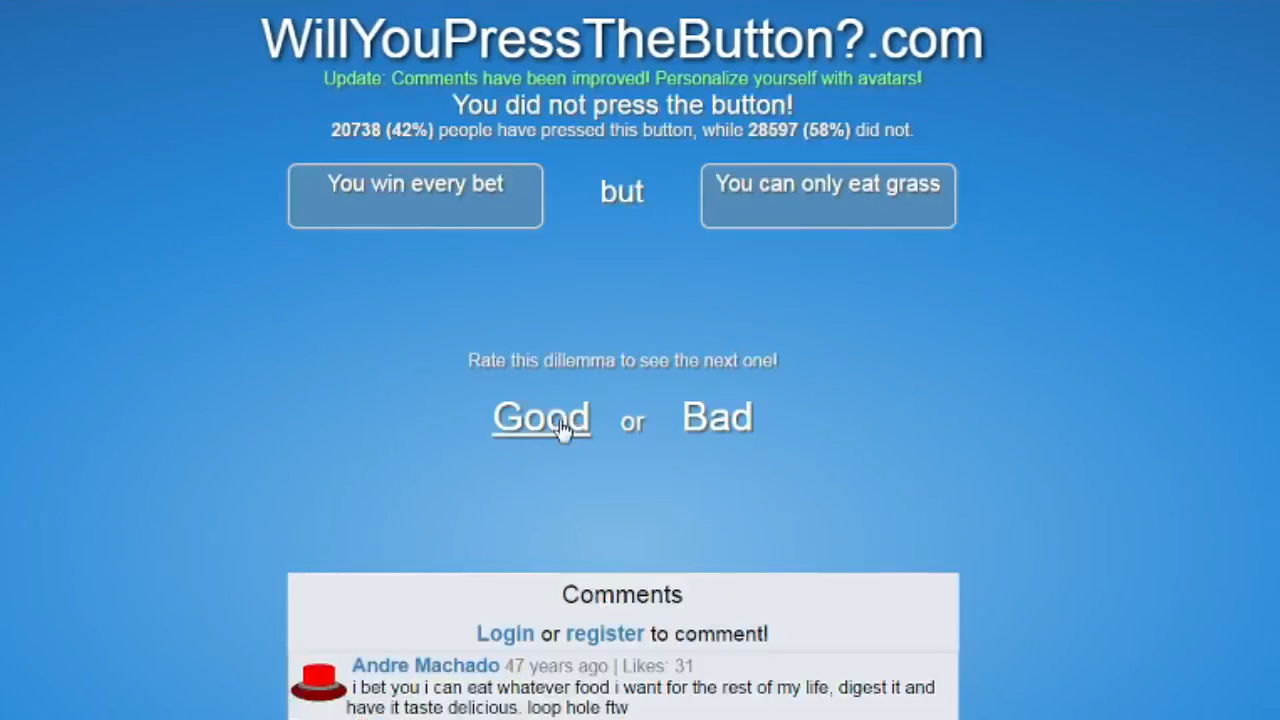 WillYouPressTheButton?.com
Update: Comments have been improved! Personalize yourself with avatars!
You did not press the button!
20738 (42%) people have pressed this button, while 28597 (58%) did not.
You win every bet
but
You can only eat grass
Rate this dillemma to see the next one!
Good or Bad
Comments
Login or register to comment!
Andre Machado 47 years ago | Likes: 31
i bet you i can eat whatever food i want for the rest of my life, digest it and
have it taste delicious. loop hole ftw